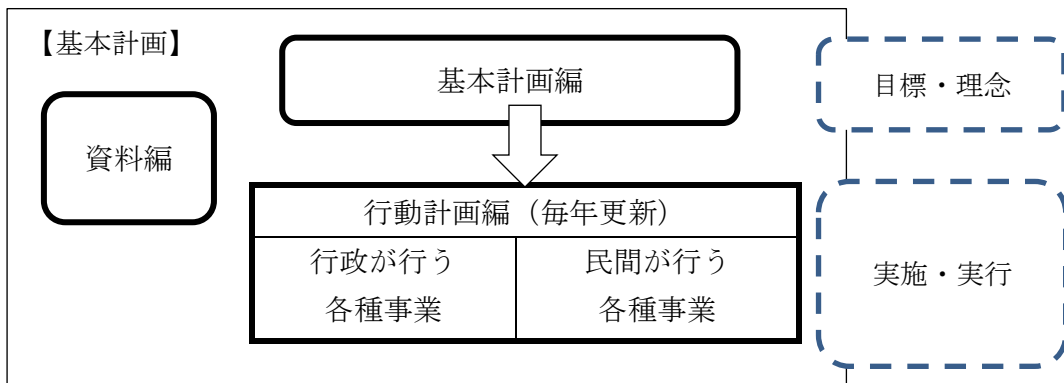 【基本計画】
基本計画編
目標・理念
資料編
行動計画編（毎年更新）
行政が行う
各種事業
民間が行う
各種事業
実施・実行